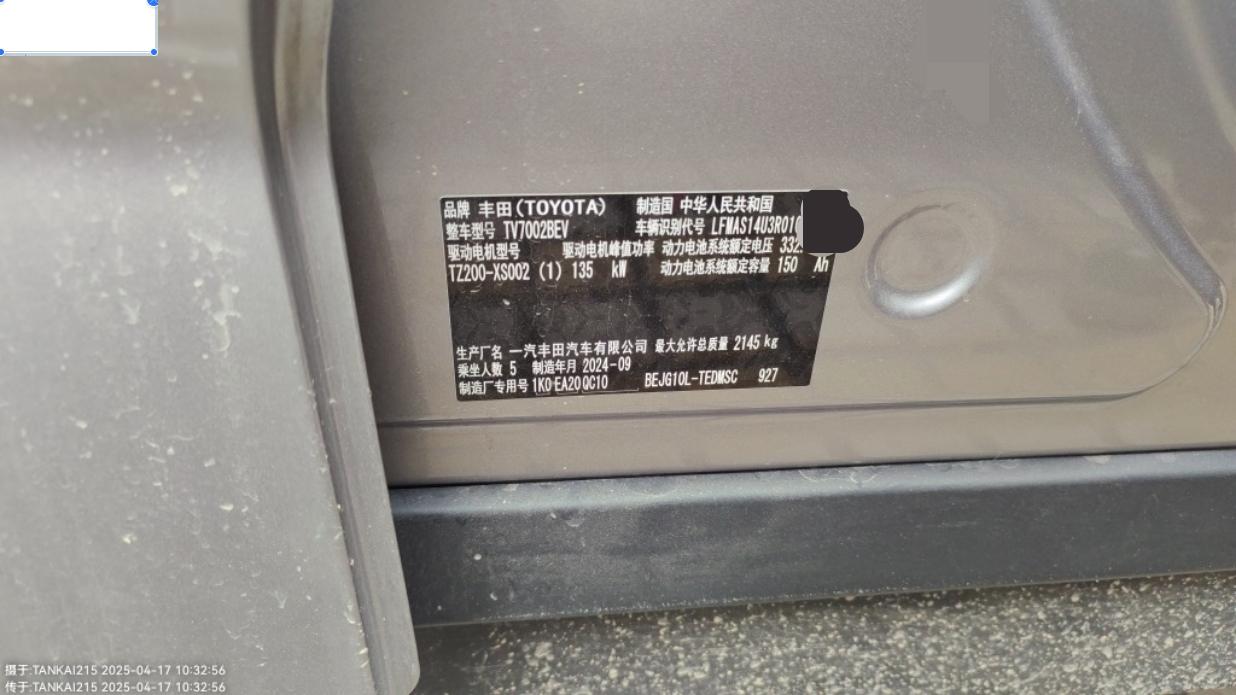 品牌 丰田(TOYOTA) 制造国 中华人民共和国
整车型号 TV7002BEV 车辆识别代号 LFMAS14U3R010
驱动电机型号 驱动电机峰值功率 动力电池系统额定电压 332
TZ200-XS002 (1) 135 kW 动力电池系统额定容量 150 Ah
生产厂名 一汽丰田汽车有限公司 最大允许总质量 2145 kg
乘坐人数 5 制造年月 2024-09
制造厂专用号 1K0 EA20 QC10 BEJG10L-TEDMSC 927
摄于:TANKAI215 2025-04-17 10:32:56
传于:TANKAI215 2025-04-17 10:32:56